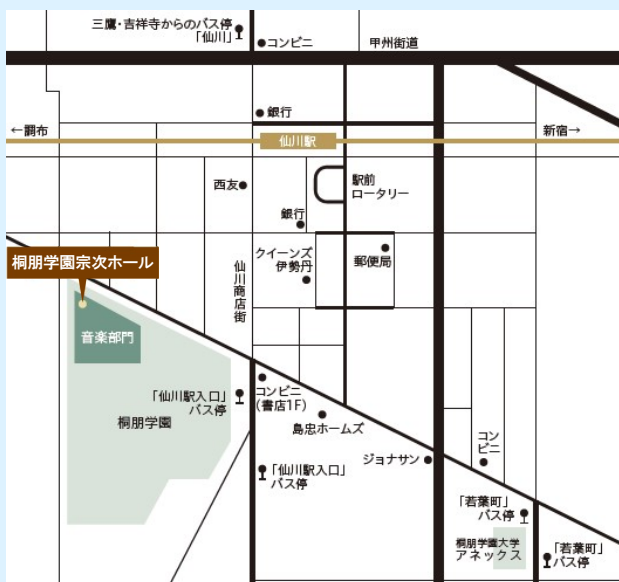 三鷹・吉祥寺からのバス停
「仙川」
コンビニ
甲州街道
銀行
←調布
仙川駅
新宿→
西友
駅前
ロータリー
銀行
クイーンズ
伊勢丹
郵便局
桐朋学園宗次ホール
仙川商店街
音楽部門
「仙川駅入口」
バス停
コンビニ
(書店1F)
桐朋学園
島忠ホームズ
コン
ビニ
ジョナサン
「仙川駅入口」
バス停
「若葉町」
バス停
桐朋学園大学
アネックス
「若葉町」
バス停